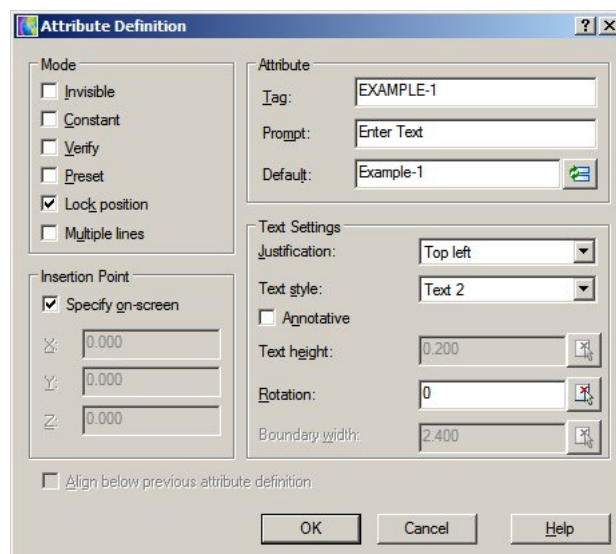 Attribute Definition
Mode
Invisible
Constant
Verify
Preset
Lock position
Multiple lines
Attribute
Tag: EXAMPLE-1
Prompt: Enter Text
Default: Example-1
Insertion Point
Specify on-screen
X: 0.000
Y: 0.000
Z: 0.000
Text Settings
Justification: Top left
Text style: Text 2
Annotative
Text height: 0.200
Rotation: 0
Boundary width: 2.400
Align below previous attribute definition
OK Cancel Help